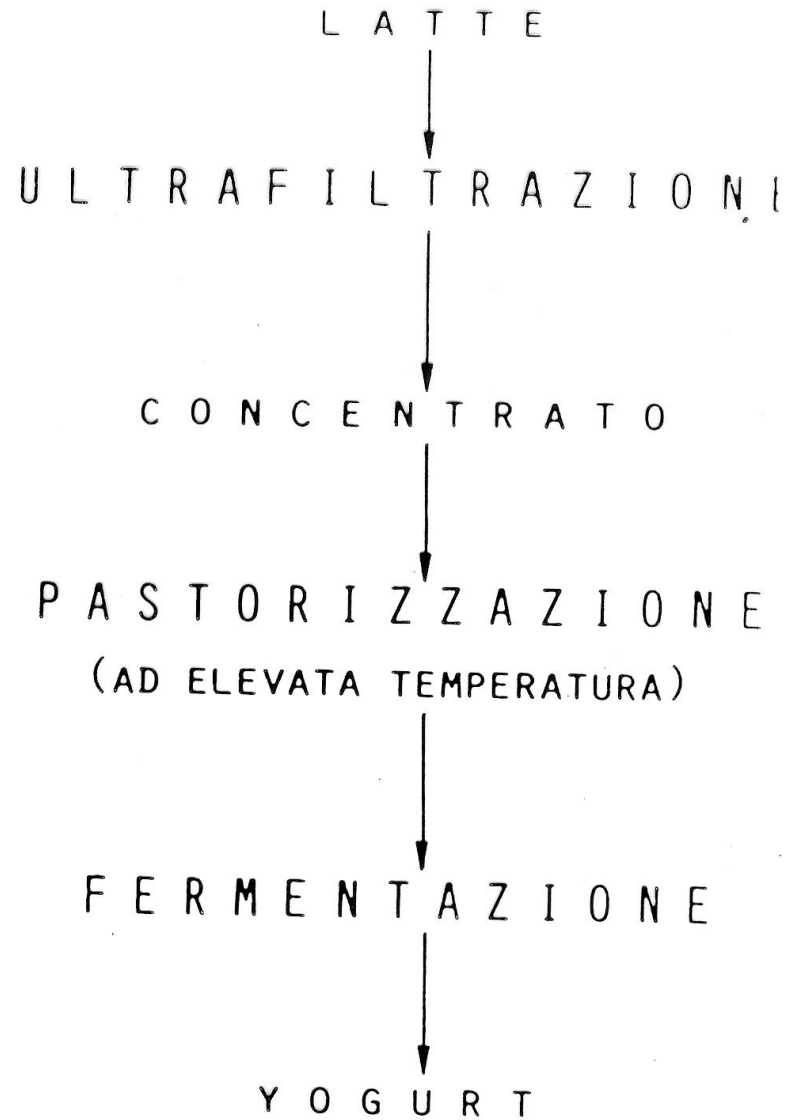 LATTE
ULTRAFILTRAZIONE
CONCENTRATO
PASTORIZZAZIONE
(AD ELEVATA TEMPERATURA)
FERMENTAZIONE
YOGURT